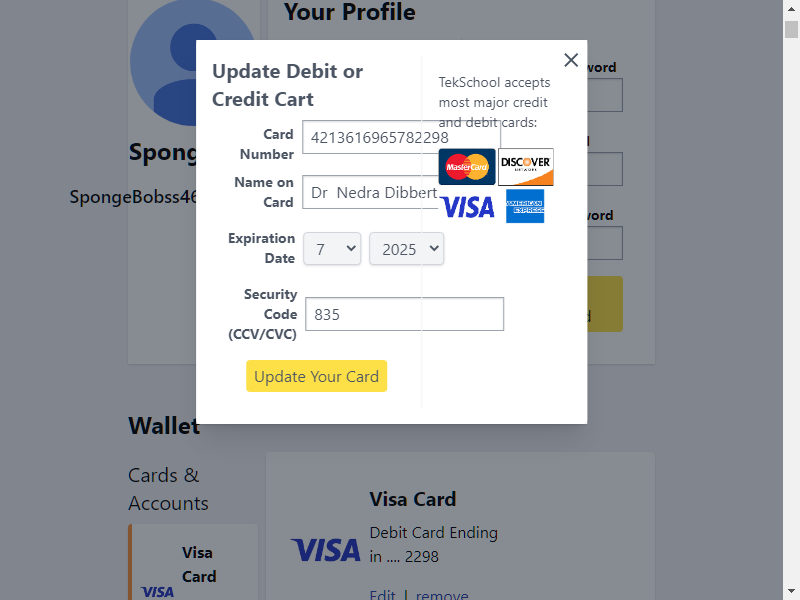 Your Profile
Update Debit or
Credit Cart
TekSchool accepts
most major credit
and debit cards:
Card
Number
4213616965782298
MasterCard
DISCOVER
NETWORK
Name on
Card
Dr Nedra Dibbert
VISA
AMERICAN
EXPRESS
Expiration
Date
7
2025
Security
Code
(CCV/CVC)
835
Update Your Card
Spong
SpongeBobss46
word
word
Wallet
Cards &
Accounts
Visa
Card
VISA
Visa Card
VISA
Debit Card Ending
in .... 2298
Edit | remove